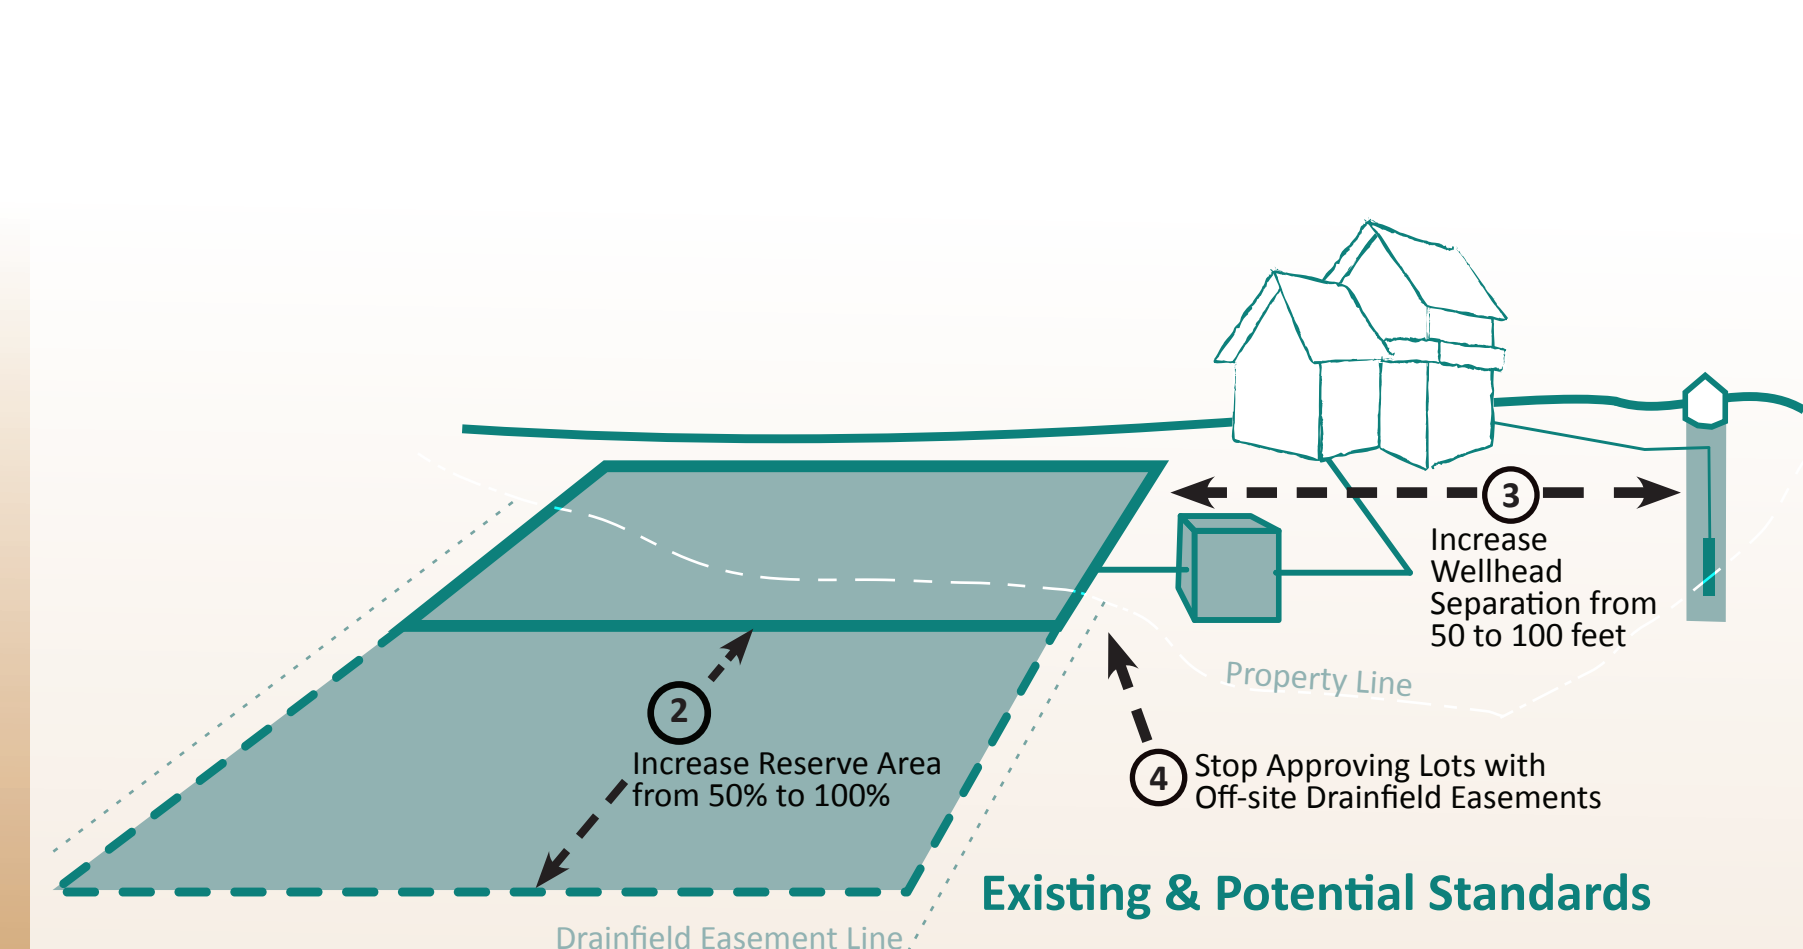 3
Increase
Wellhead
Separation from
50 to 100 feet
Property Line
2
Increase Reserve Area
from 50% to 100%
4
Stop Approving Lots with
Off-site Drainfield Easements
Existing & Potential Standards
Drainfield Easement Line